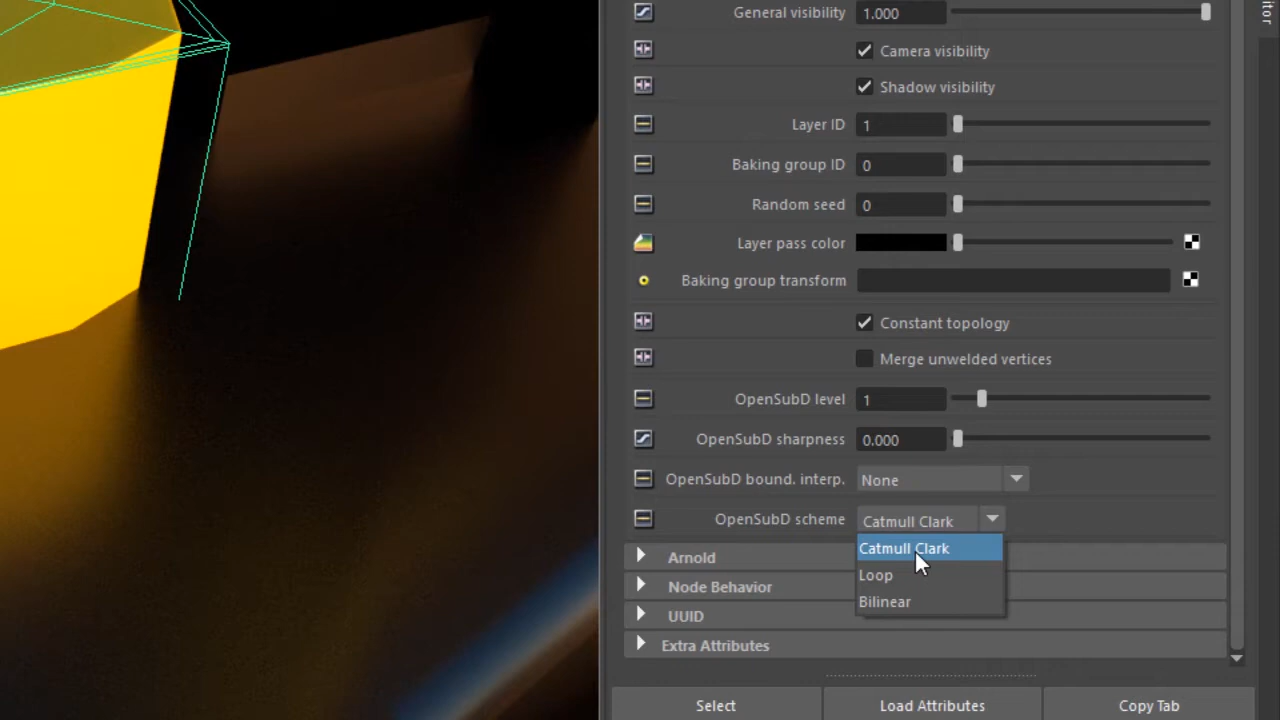 itor
General visibility 1.000
Camera visibility
Shadow visibility
Layer ID 1
Baking group ID 0
Random seed 0
Layer pass color
Baking group transform
Constant topology
Merge unwelded vertices
OpenSubD level 1
OpenSubD sharpness 0.000
OpenSubD bound. interp. None
OpenSubD scheme Catmull Clark
Catmull Clark
Loop
Bilinear
Arnold
Node Behavior
UUID
Extra Attributes
Select Load Attributes Copy Tab